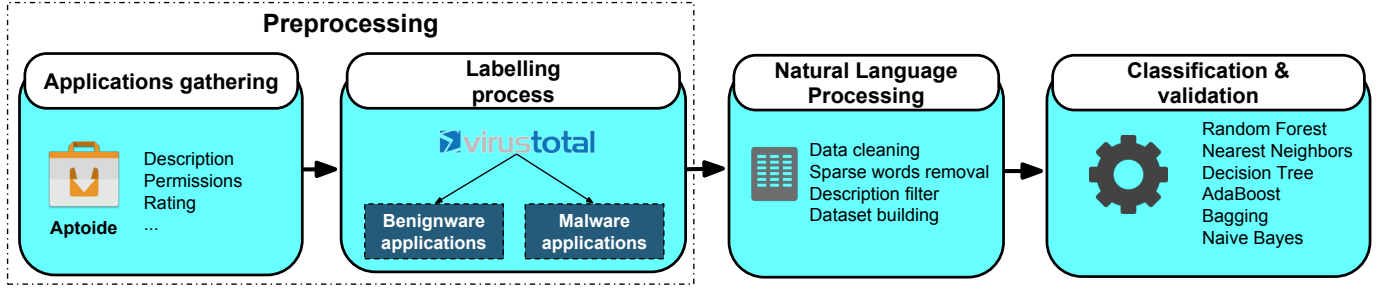 Preprocessing
Applications gathering
Description
Permissions
Rating
...
Aptoide
Labelling
process
virustotal
Benignware
applications
Malware
applications
Natural Language
Processing
Data cleaning
Sparse words removal
Description filter
Dataset building
Classification &
validation
Random Forest
Nearest Neighbors
Decision Tree
AdaBoost
Bagging
Naive Bayes